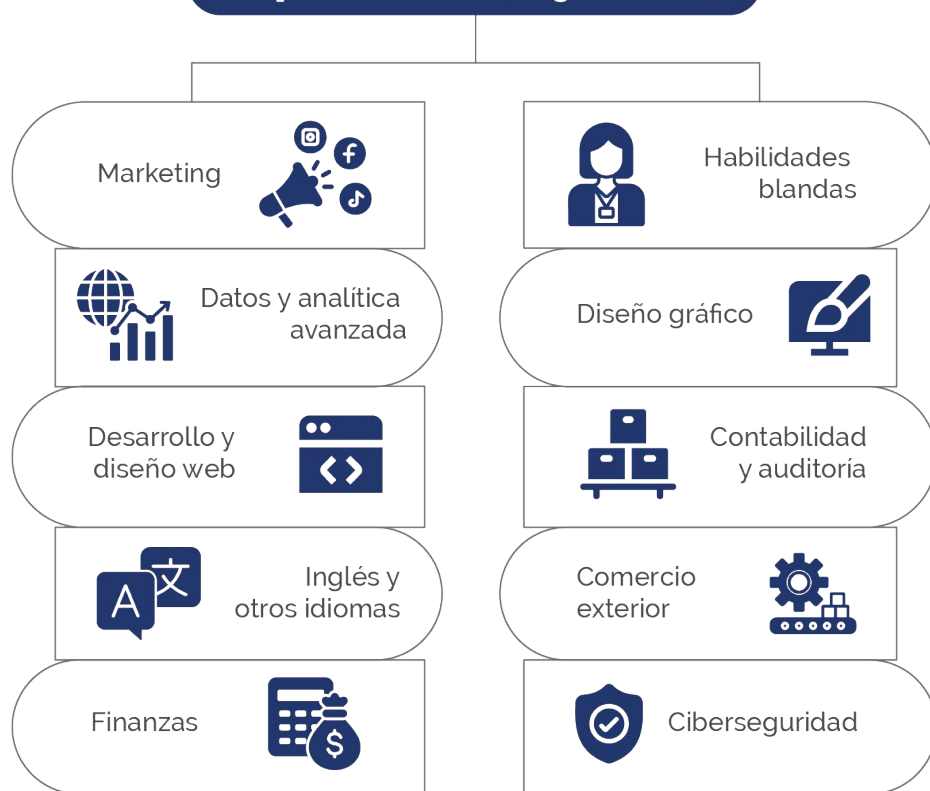 Marketing
Datos y analítica
avanzada
Desarrollo y
diseño web
A
文
Inglés y
otros idiomas
Finanzas
$
Habilidades
blandas
Diseño gráfico
Contabilidad
y auditoría
Comercio
exterior
Ciberseguridad